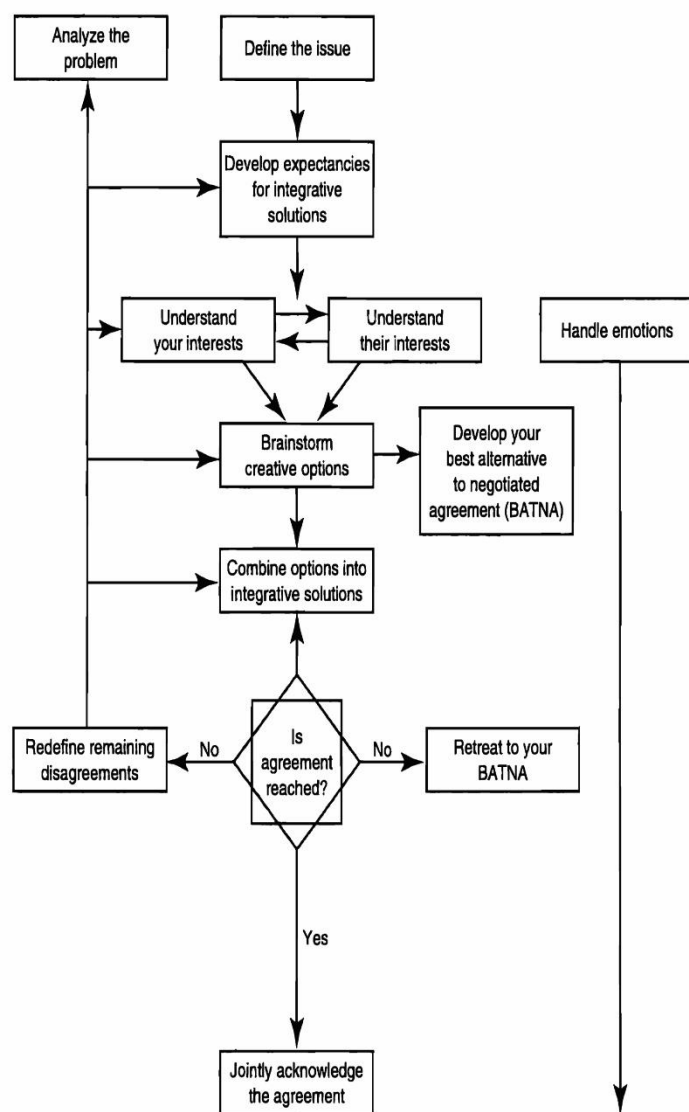 Analyze the
problem
Define the issue
Develop expectancies
for integrative
solutions
Understand
your interests
Understand
their interests
Handle emotions
Brainstorm
creative options
Develop your
best alternative
to negotiated
agreement (BATNA)
Combine options into
integrative solutions
Redefine remaining
disagreements
No
Is
agreement
reached?
No
Retreat to your
BATNA
Yes
Jointly acknowledge
the agreement